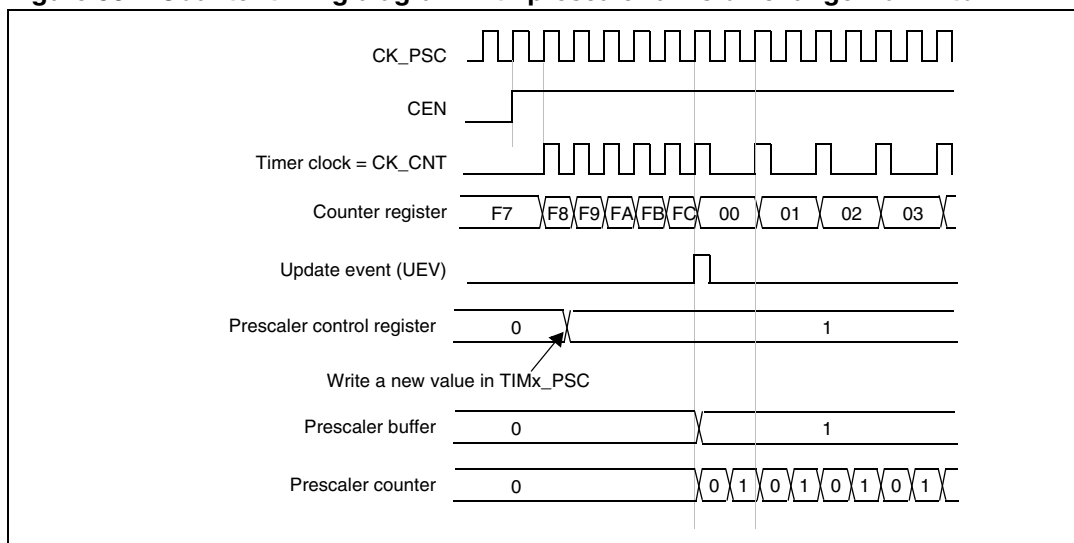 CK_PSC
CEN
Timer clock = CK_CNT
Counter register F7 F8 F9 FA FB FC 00 01 02 03
Update event (UEV)
Prescaler control register 0 1
Write a new value in TIMx_PSC
Prescaler buffer 0 1
Prescaler counter 0 0 1 0 1 0 1 0 1